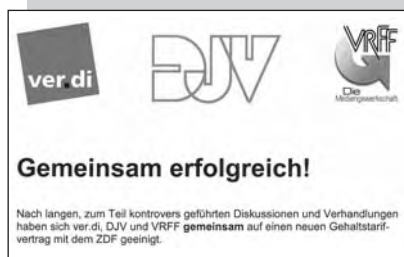 ver.di
DJV
VRFF
Die
Mediengewerkschaft
Gemeinsam erfolgreich!
Nach langen, zum Teil kontrovers geführten Diskussionen und Verhandlungen
haben sich ver.di, DJV und VRFF gemeinsam auf einen neuen Gehaltstarif-
vertrag mit dem ZDF geeinigt.